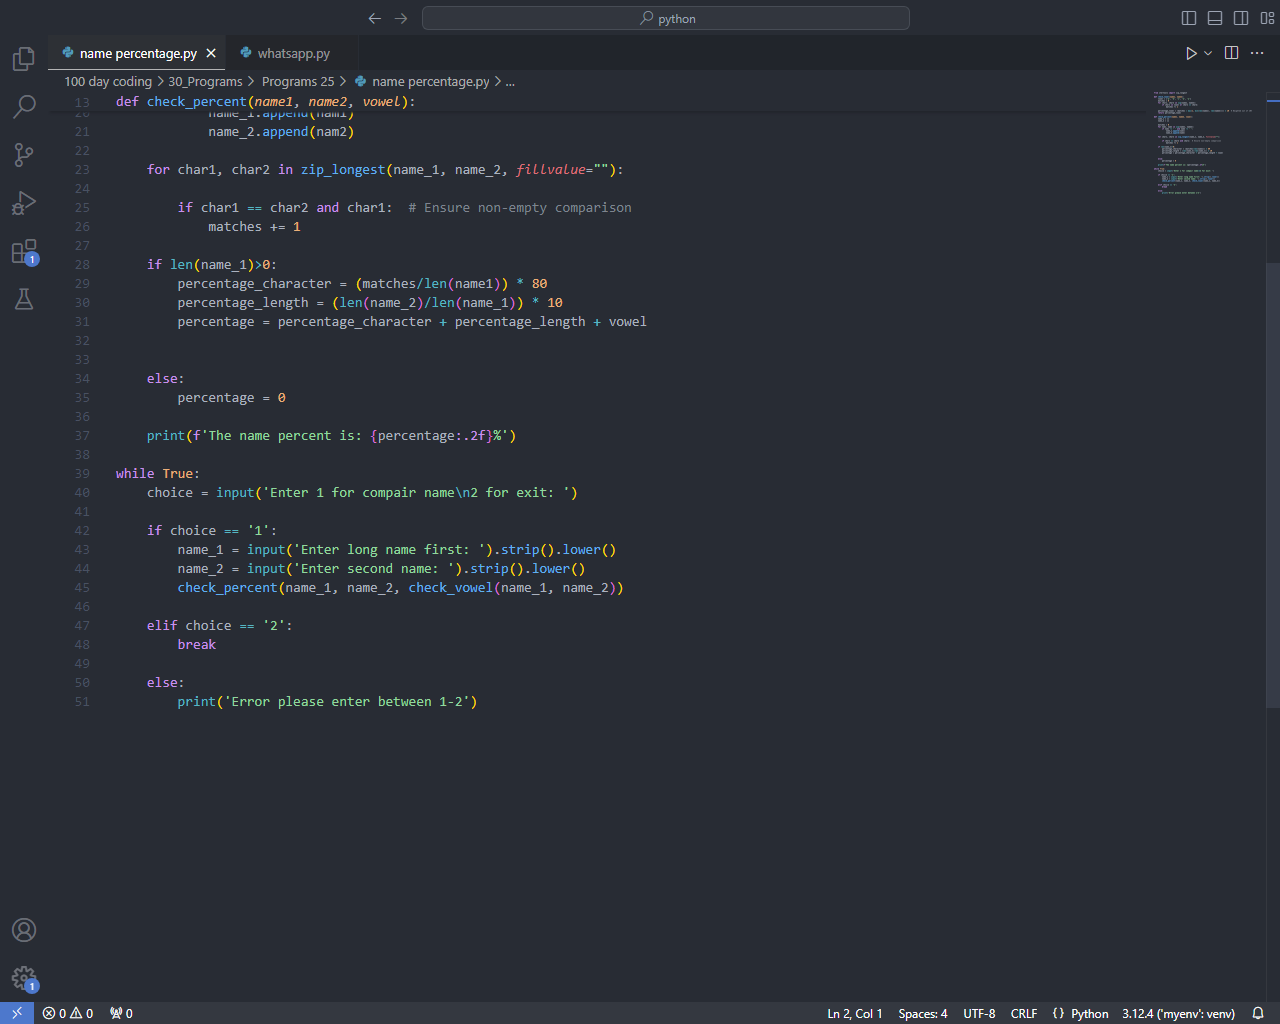 python
name percentage.py
whatsapp.py
100 day coding > 30_Programs > Programs 25 > name percentage.py > ...
13 def check_percent(name1, name2, vowel):
20 name_1.append(nam1)
21 name_2.append(nam2)
22
23 for char1, char2 in zip_longest(name_1, name_2, fillvalue=""):
24
25 if char1 == char2 and char1:  # Ensure non-empty comparison
26 matches += 1
27
28 if len(name_1)>0:
29 percentage_character = (matches/len(name1)) * 80
30 percentage_length = (len(name_2)/len(name_1)) * 10
31 percentage = percentage_character + percentage_length + vowel
32
33
34 else:
35 percentage = 0
36
37 print(f'The name percent is: {percentage:.2f}%')
38
39 while True:
40 choice = input('Enter 1 for compair name\n2 for exit: ')
41
42 if choice == '1':
43 name_1 = input('Enter long name first: ').strip().lower()
44 name_2 = input('Enter second name: ').strip().lower()
45 check_percent(name_1, name_2, check_vowel(name_1, name_2))
46
47 elif choice == '2':
48 break
49
50 else:
51 print('Error please enter between 1-2')
1
1
0 0 0 Ln 2, Col 1 Spaces: 4 UTF-8 CRLF {} Python 3.12.4 ('myenv': venv)